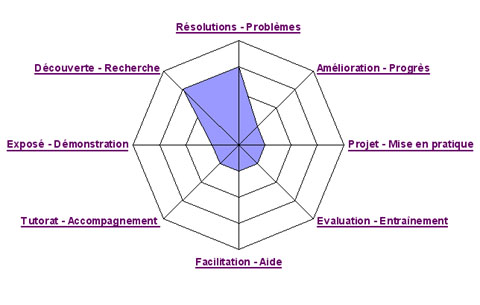 Résolutions - Problèmes
Découverte - Recherche
Amélioration - Progrès
Exposé - Démonstration
Projet - Mise en pratique
Tutorat - Accompagnement
Evaluation - Entraînement
Facilitation - Aide